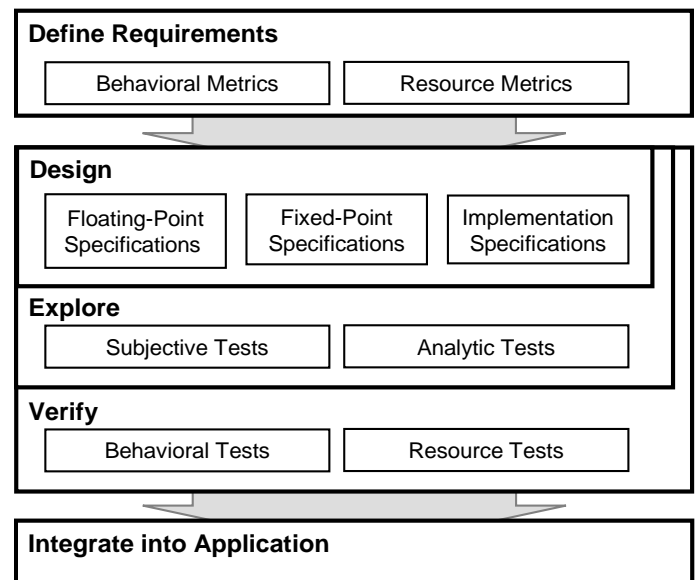 Define Requirements
Behavioral Metrics
Resource Metrics
Design
Floating-Point
Specifications
Fixed-Point
Specifications
Implementation
Specifications
Explore
Subjective Tests
Analytic Tests
Verify
Behavioral Tests
Resource Tests
Integrate into Application